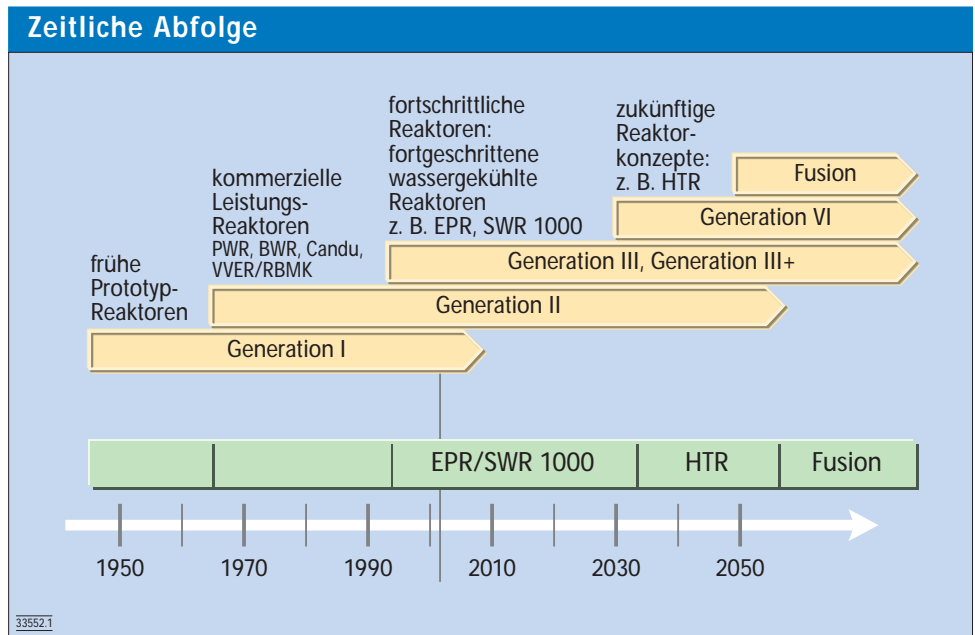 Zeitliche Abfolge
frühe
Prototyp-
Reaktoren
kommerzielle
Leistungs-
Reaktoren
PWR, BWR, Candu,
VVER/RBMK
fortschrittliche
Reaktoren:
fortgeschrittene
wassergekühlte
Reaktoren
z. B. EPR, SWR 1000
zukünftige
Reaktor-
konzepte:
z. B. HTR
Fusion
Generation VI
Generation III, Generation III+
Generation II
Generation I
EPR/SWR 1000 HTR Fusion
1950 1970 1990 2010 2030 2050
33552.1